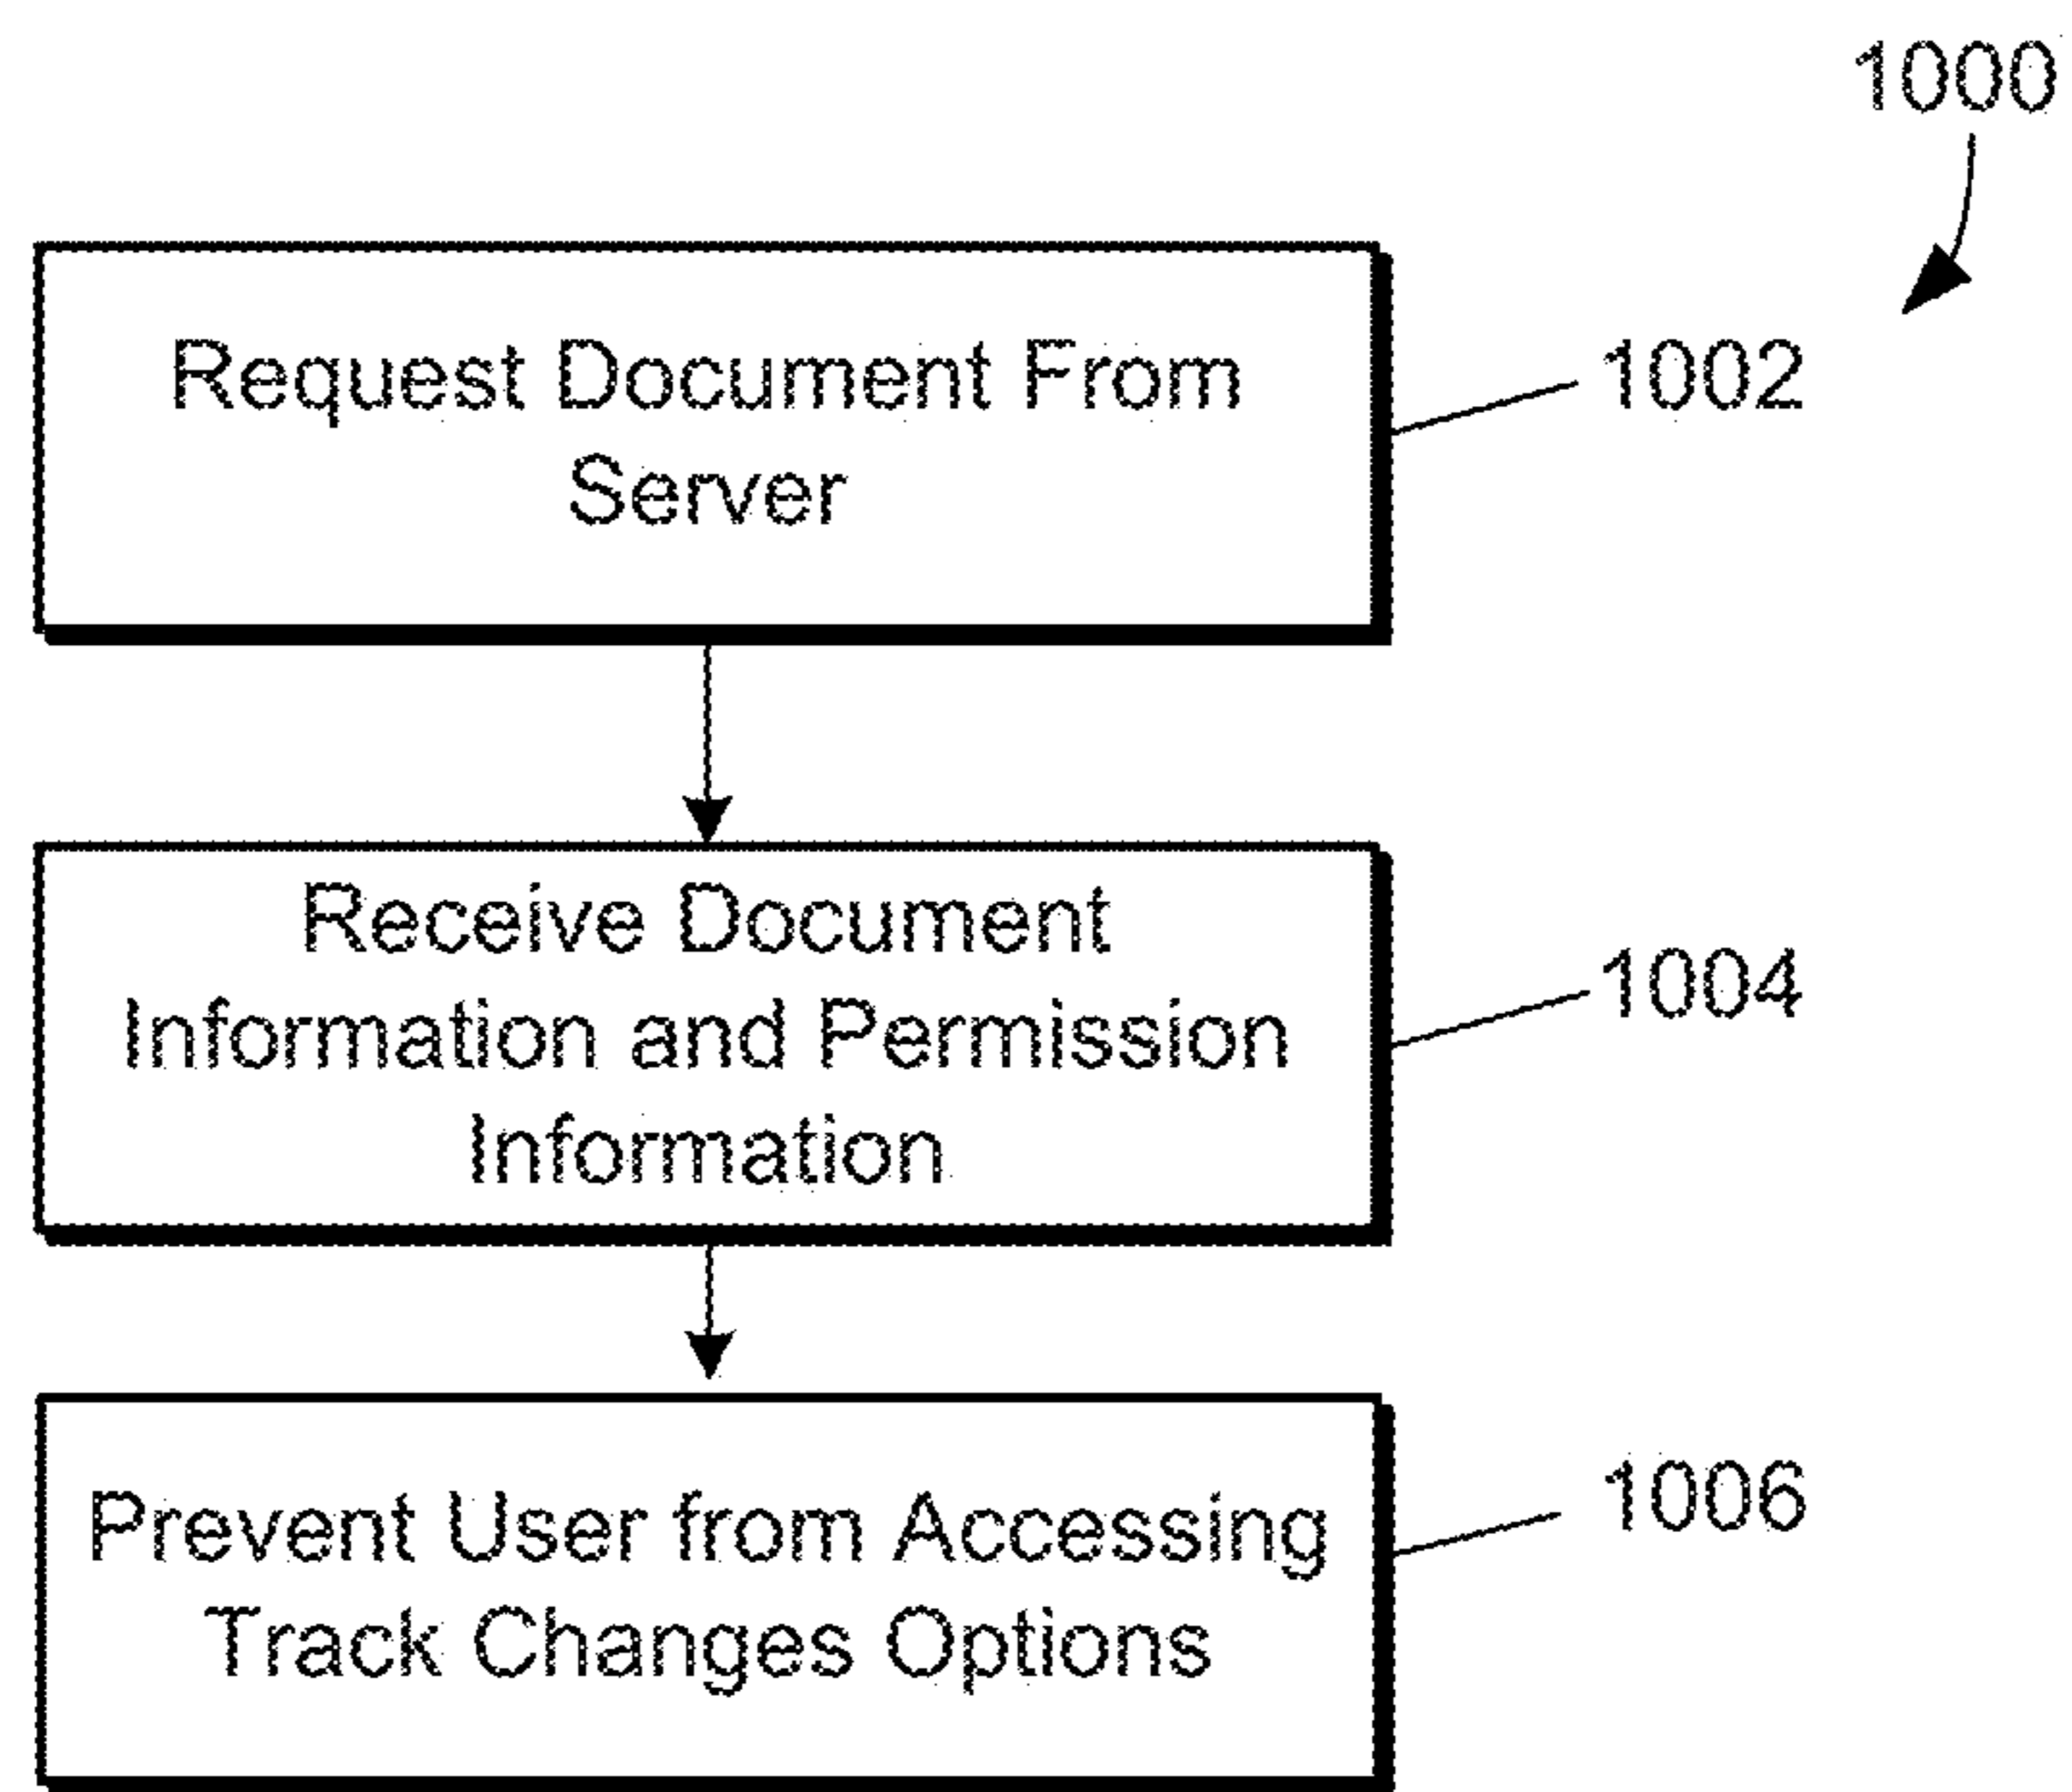 1000
Request Document From
Server
1002
Receive Document
Information and Permission
Information
1004
Prevent User from Accessing
Track Changes Options
1006